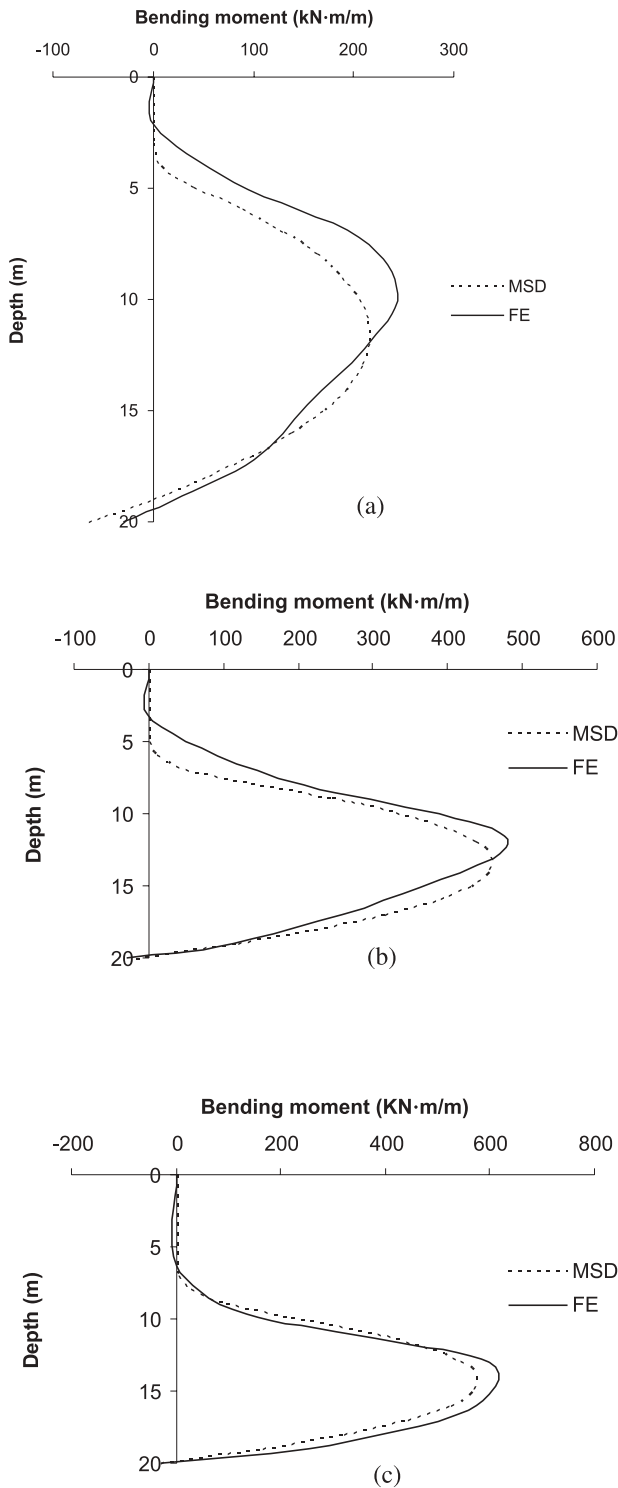 Bending moment (kN·m/m)
-100 0 100 200 300
0
5
10
15
20
Depth (m)
MSD
FE
(a)
Bending moment (kN·m/m)
-100 0 100 200 300 400 500 600
0
5
10
15
20
Depth (m)
MSD
FE
(b)
Bending moment (KN·m/m)
-200 0 200 400 600 800
0
5
10
15
20
Depth (m)
MSD
FE
(c)